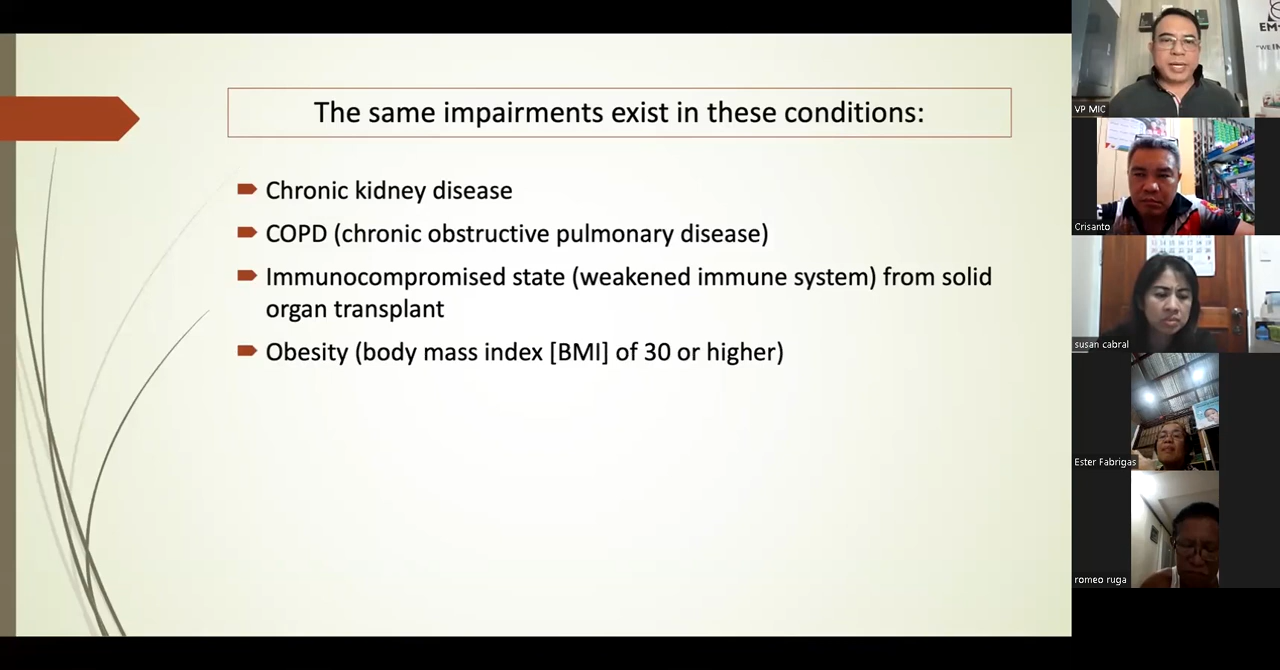 The same impairments exist in these conditions:
Chronic kidney disease
COPD (chronic obstructive pulmonary disease)
Immunocompromised state (weakened immune system) from solid
organ transplant
Obesity (body mass index [BMI] of 30 or higher)
VP MIC
Crisanto
susan cabral
Ester Fabrigas
romeo ruga